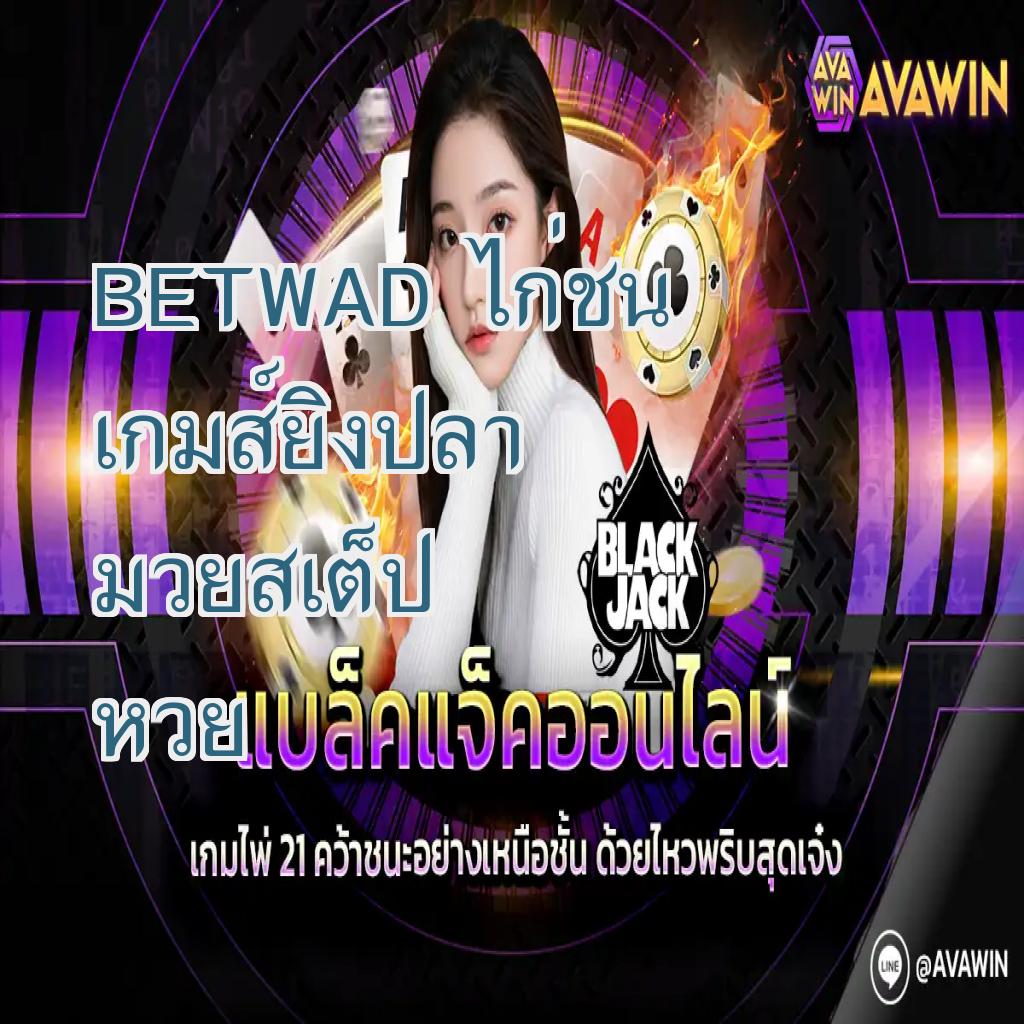 AVA
WIN
AVAWIN
BETWAD ไก่ชน
เกมส์ยิงปลา
มวยสเต็ป
หวย
A
BLACK
JACK
แบล็คแจ็คออนไลน์
เกมไพ่ 21 คว้าชนะอย่างเหนือชั้น ด้วยไหวพริบสุดเจ๋ง
LINE
@AVAWIN